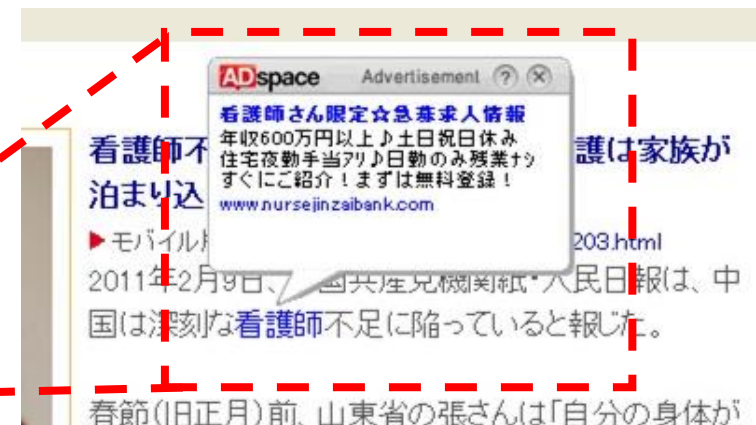 ADspace Advertisement ? ×
看護師さん限定☆急募求人情報
年収600万円以上♪土日祝日休み
住宅夜勤手当アリ♪日勤のみ残業ナシ
すぐにご紹介！まずは無料登録！
www.nursejinzaibank.com
看護師不 護は家族が
泊まり込
▶モバイル 203.html
2011年2月9日、 国共産党機関紙・人民日報は、中
国は深刻な看護師不足に陥っていると報じた。
春節(旧正月)前、山東省の張さんは「自分の身体が